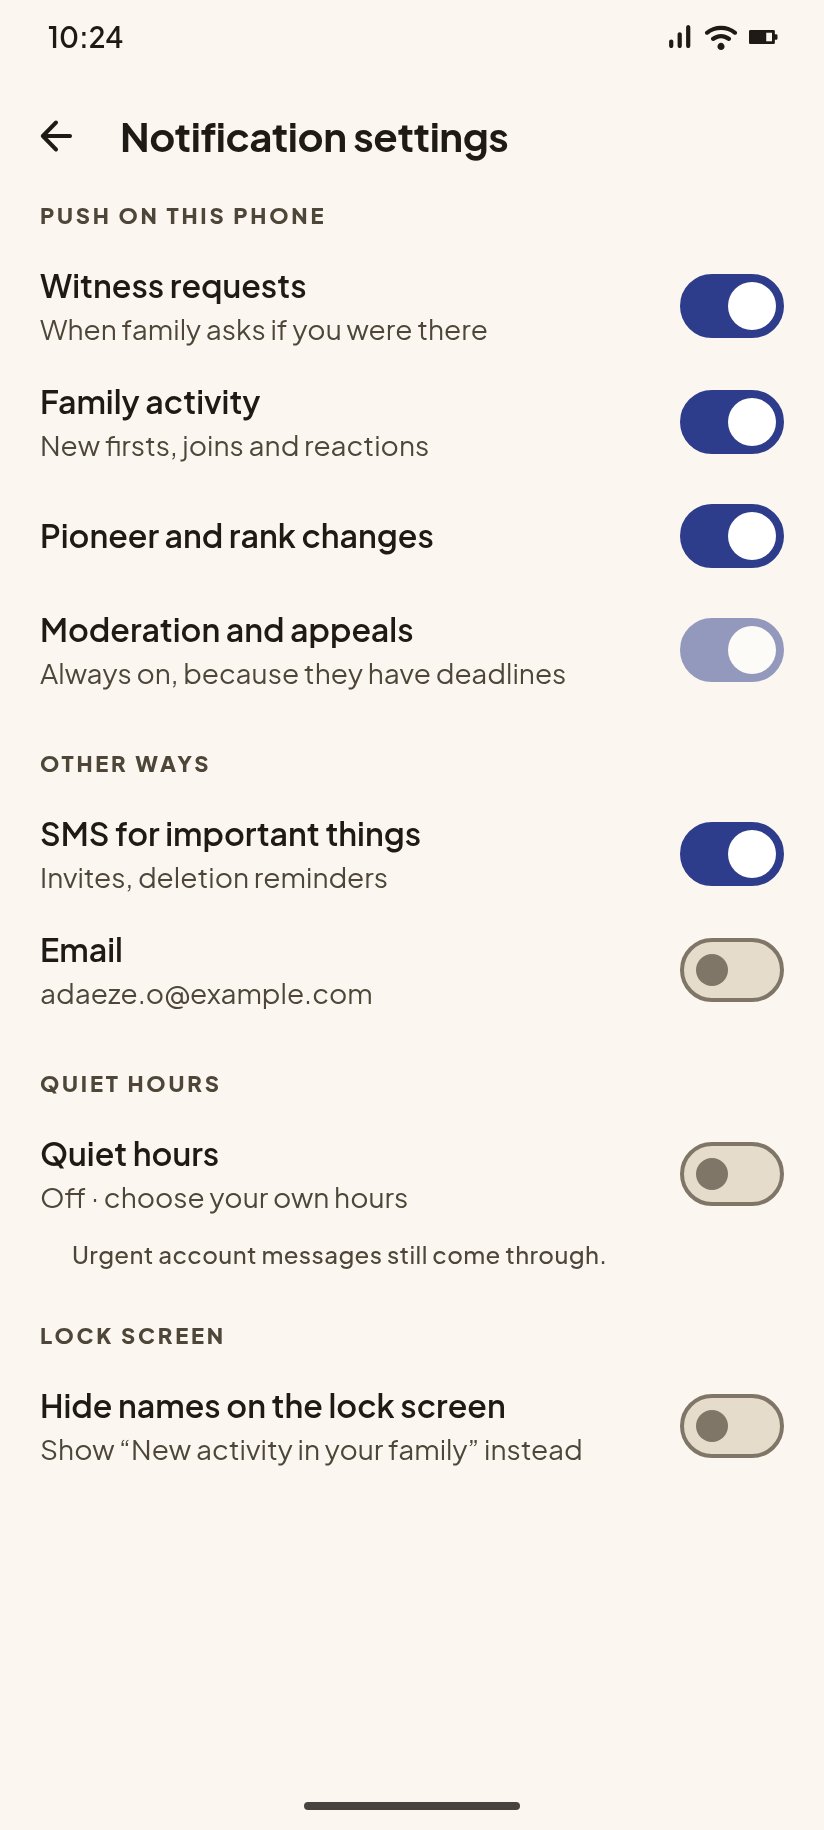 10:24
Notification settings
PUSH ON THIS PHONE
Witness requests
When family asks if you were there
Family activity
New firsts, joins and reactions
Pioneer and rank changes
Moderation and appeals
Always on, because they have deadlines
OTHER WAYS
SMS for important things
Invites, deletion reminders
Email
adaeze.o@example.com
QUIET HOURS
Quiet hours
Off · choose your own hours
Urgent account messages still come through.
LOCK SCREEN
Hide names on the lock screen
Show “New activity in your family” instead